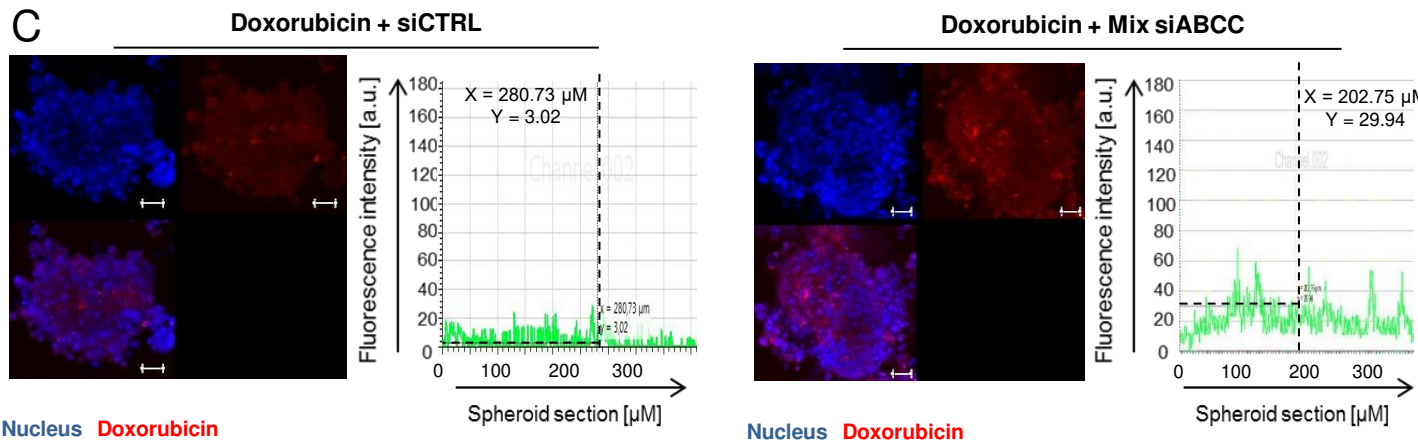 C
Doxorubicin + siCTRL
Doxorubicin + Mix siABCC
Fluorescence intensity [a.u.]
180
160
140
120
100
80
60
40
20
0
X = 280.73 µM
Y = 3.02
Channel.002
x = 280,73 µm
y = 3,02
0 100 200 300
Spheroid section [µM]
Fluorescence intensity [a.u.]
180
160
140
120
100
80
60
40
20
0
X = 202.75 µM
Y = 29.94
Channel.002
0 100 200 300
Spheroid section [µM]
Nucleus Doxorubicin
Nucleus Doxorubicin